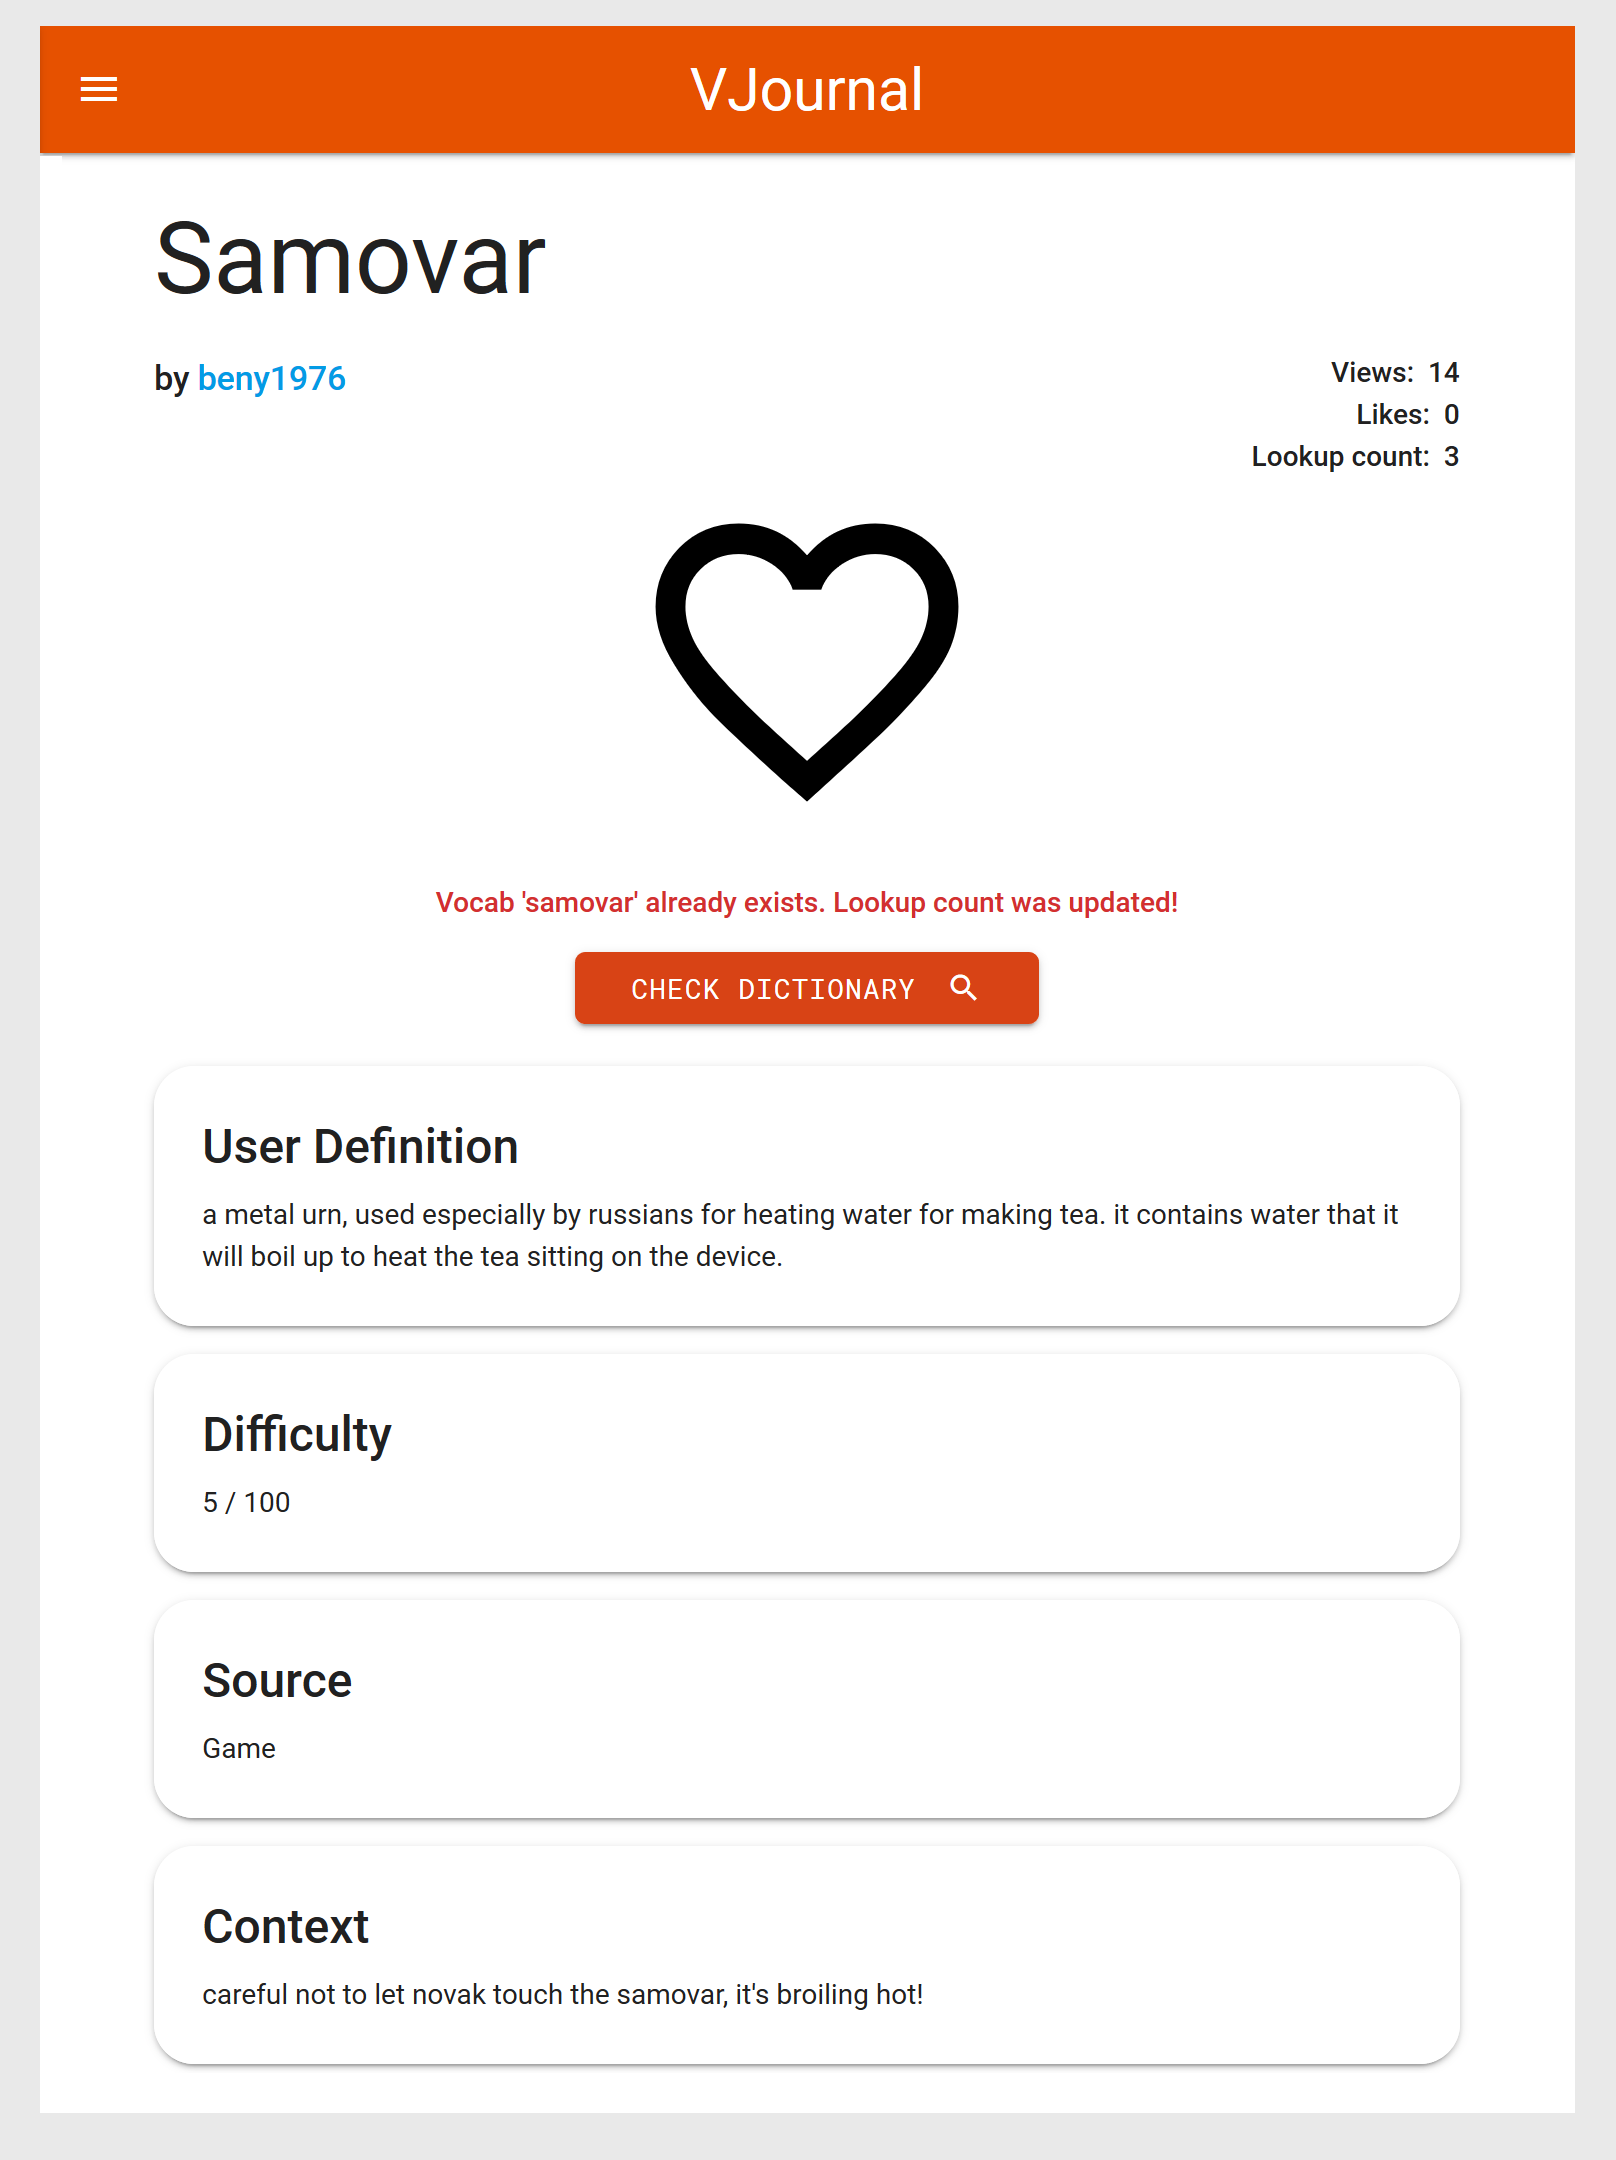 VJournal
Samovar
by beny1976
Views: 14
Likes: 0
Lookup count: 3
Vocab 'samovar' already exists. Lookup count was updated!
CHECK DICTIONARY
User Definition
a metal urn, used especially by russians for heating water for making tea. it contains water that it
will boil up to heat the tea sitting on the device.
Difficulty
5 / 100
Source
Game
Context
careful not to let novak touch the samovar, it's broiling hot!